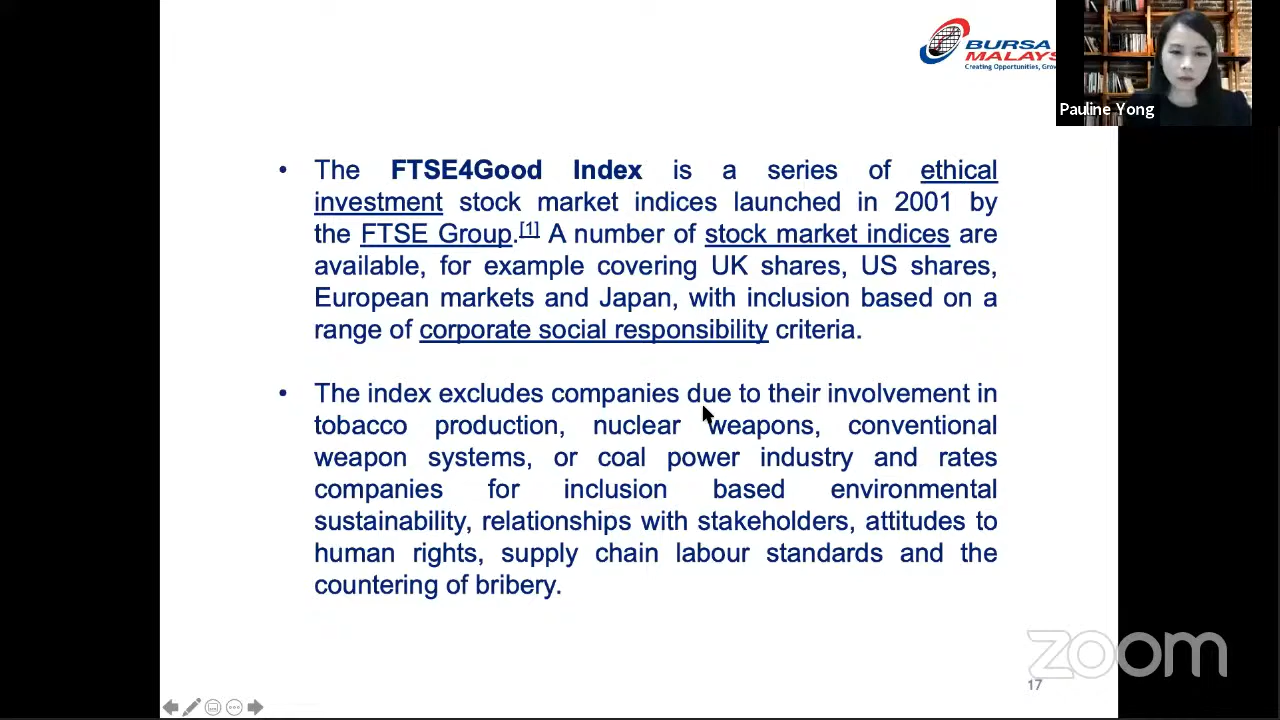 BURSA
MALAYS
Creating Opportunities, Grow
Pauline Yong
• The FTSE4Good Index is a series of ethical
investment stock market indices launched in 2001 by
the FTSE Group.[1] A number of stock market indices are
available, for example covering UK shares, US shares,
European markets and Japan, with inclusion based on a
range of corporate social responsibility criteria.
• The index excludes companies due to their involvement in
tobacco production, nuclear weapons, conventional
weapon systems, or coal power industry and rates
companies for inclusion based environmental
sustainability, relationships with stakeholders, attitudes to
human rights, supply chain labour standards and the
countering of bribery.
zoom
17